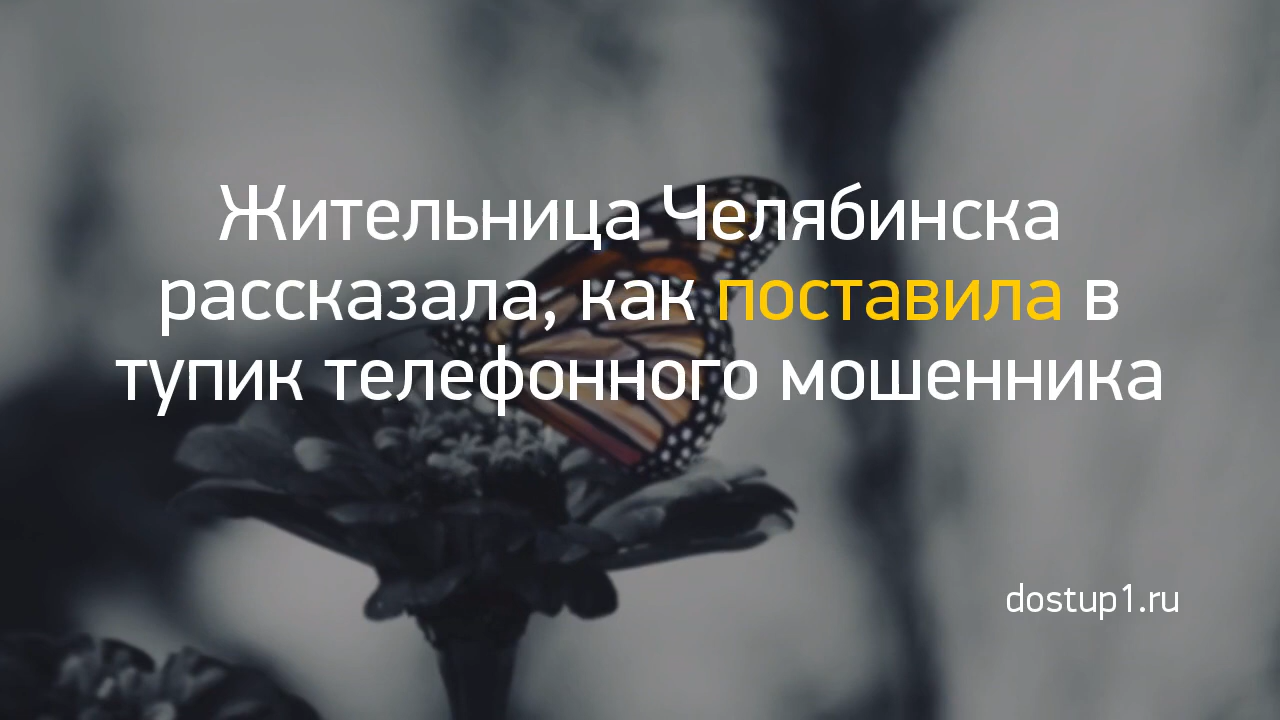 Жительница Челябинска
рассказала, как поставила в
тупик телефонного мошенника
dostup1.ru